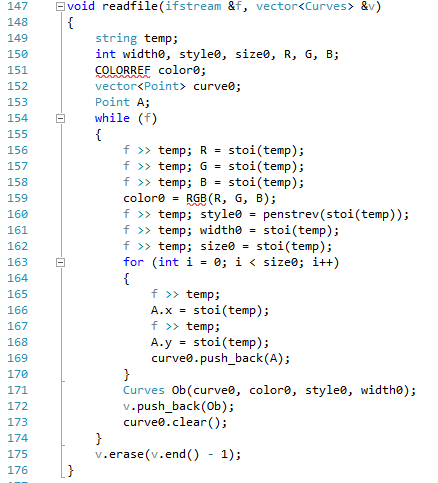 147 void readfile(ifstream &f, vector<Curves> &v)
148 {
149 string temp;
150 int width0, style0, size0, R, G, B;
151 COLORREF color0;
152 vector<Point> curve0;
153 Point A;
154 while (f)
155 {
156 f >> temp; R = stoi(temp);
157 f >> temp; G = stoi(temp);
158 f >> temp; B = stoi(temp);
159 color0 = RGB(R, G, B);
160 f >> temp; style0 = penstrev(stoi(temp));
161 f >> temp; width0 = stoi(temp);
162 f >> temp; size0 = stoi(temp);
163 for (int i = 0; i < size0; i++)
164 {
165 f >> temp;
166 A.x = stoi(temp);
167 f >> temp;
168 A.y = stoi(temp);
169 curve0.push_back(A);
170 }
171 Curves Ob(curve0, color0, style0, width0);
172 v.push_back(Ob);
173 curve0.clear();
174 }
175 v.erase(v.end() - 1);
176 }